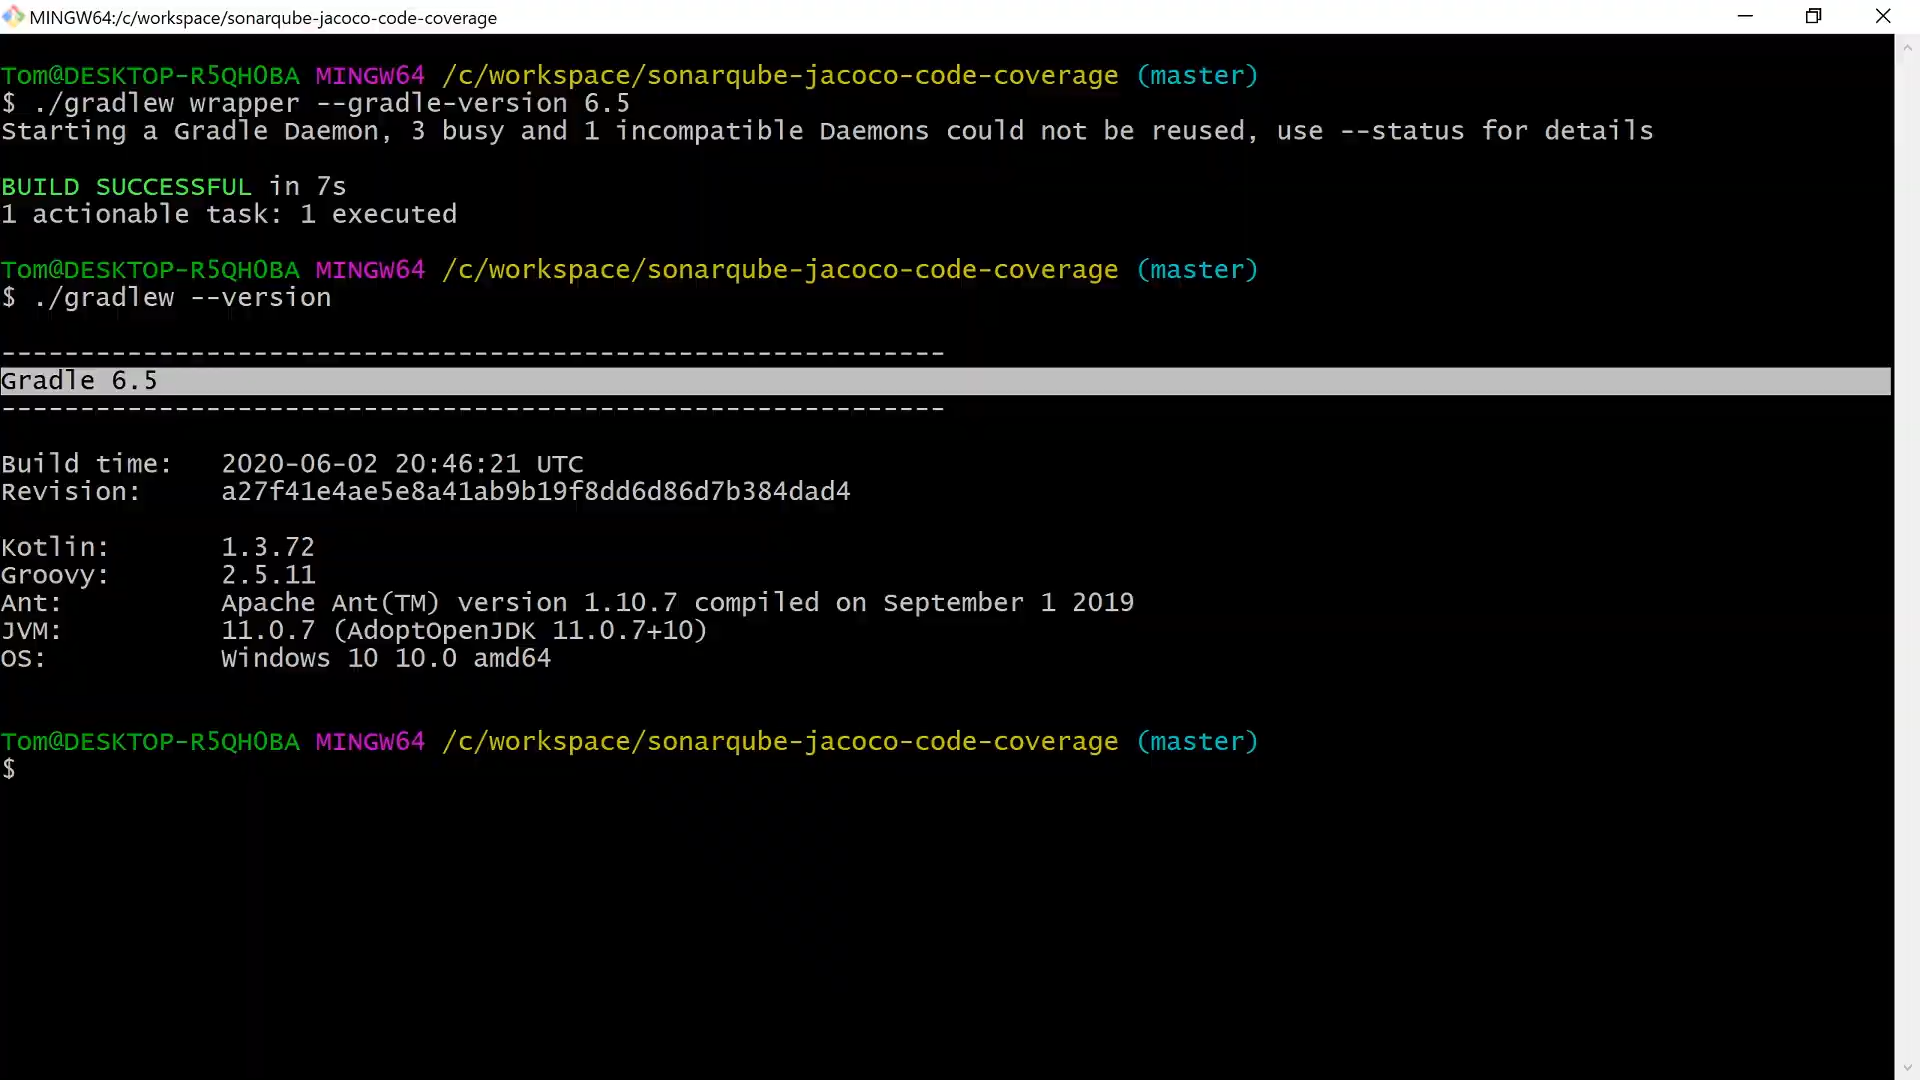 MINGW64:/c/workspace/sonarqube-jacoco-code-coverage
Tom@DESKTOP-R5QH0BA MINGW64 /c/workspace/sonarqube-jacoco-code-coverage (master)
$ ./gradlew wrapper --gradle-version 6.5
Starting a Gradle Daemon, 3 busy and 1 incompatible Daemons could not be reused, use --status for details
BUILD SUCCESSFUL in 7s
1 actionable task: 1 executed
Tom@DESKTOP-R5QH0BA MINGW64 /c/workspace/sonarqube-jacoco-code-coverage (master)
$ ./gradlew --version
------------------------------------------------------------
Gradle 6.5
------------------------------------------------------------
Build time:   2020-06-02 20:46:21 UTC
Revision:     a27f41e4ae5e8a41ab9b19f8dd6d86d7b384dad4
Kotlin:       1.3.72
Groovy:       2.5.11
Ant:          Apache Ant(TM) version 1.10.7 compiled on September 1 2019
JVM:          11.0.7 (AdoptOpenJDK 11.0.7+10)
OS:           Windows 10 10.0 amd64
Tom@DESKTOP-R5QH0BA MINGW64 /c/workspace/sonarqube-jacoco-code-coverage (master)
$